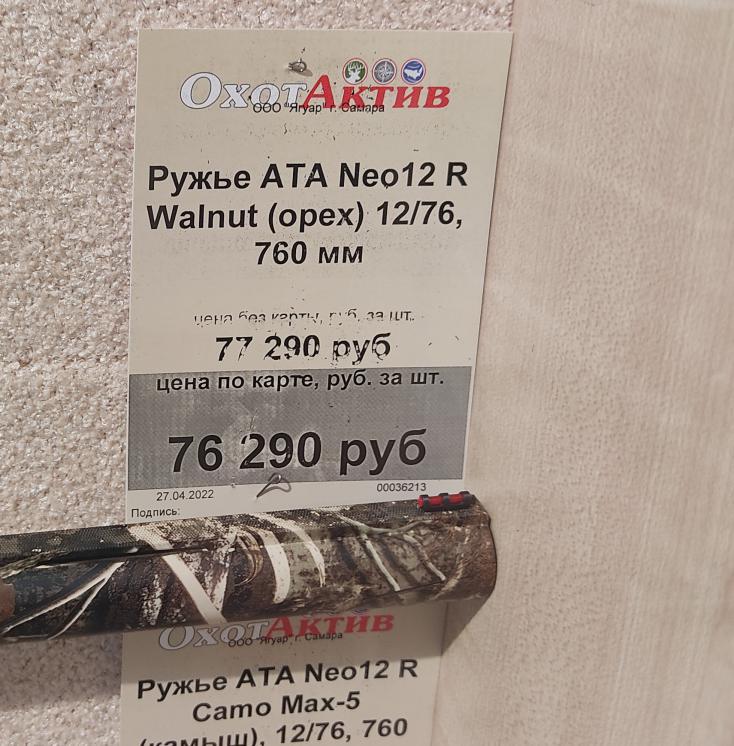 ОхотАктив
ООО "Ягуар" г. Самара
Ружье ATA Neo12 R
Walnut (орех) 12/76,
760 мм
цена без карты, руб. за шт.
77 290 руб
цена по карте, руб. за шт.
76 290 руб
27.04.2022 00036213
Подпись:
ОхотАктив
ООО "Ягуар" г. Самара
Ружье ATA Neo12 R
Camo Max-5
(камыш), 12/76, 760